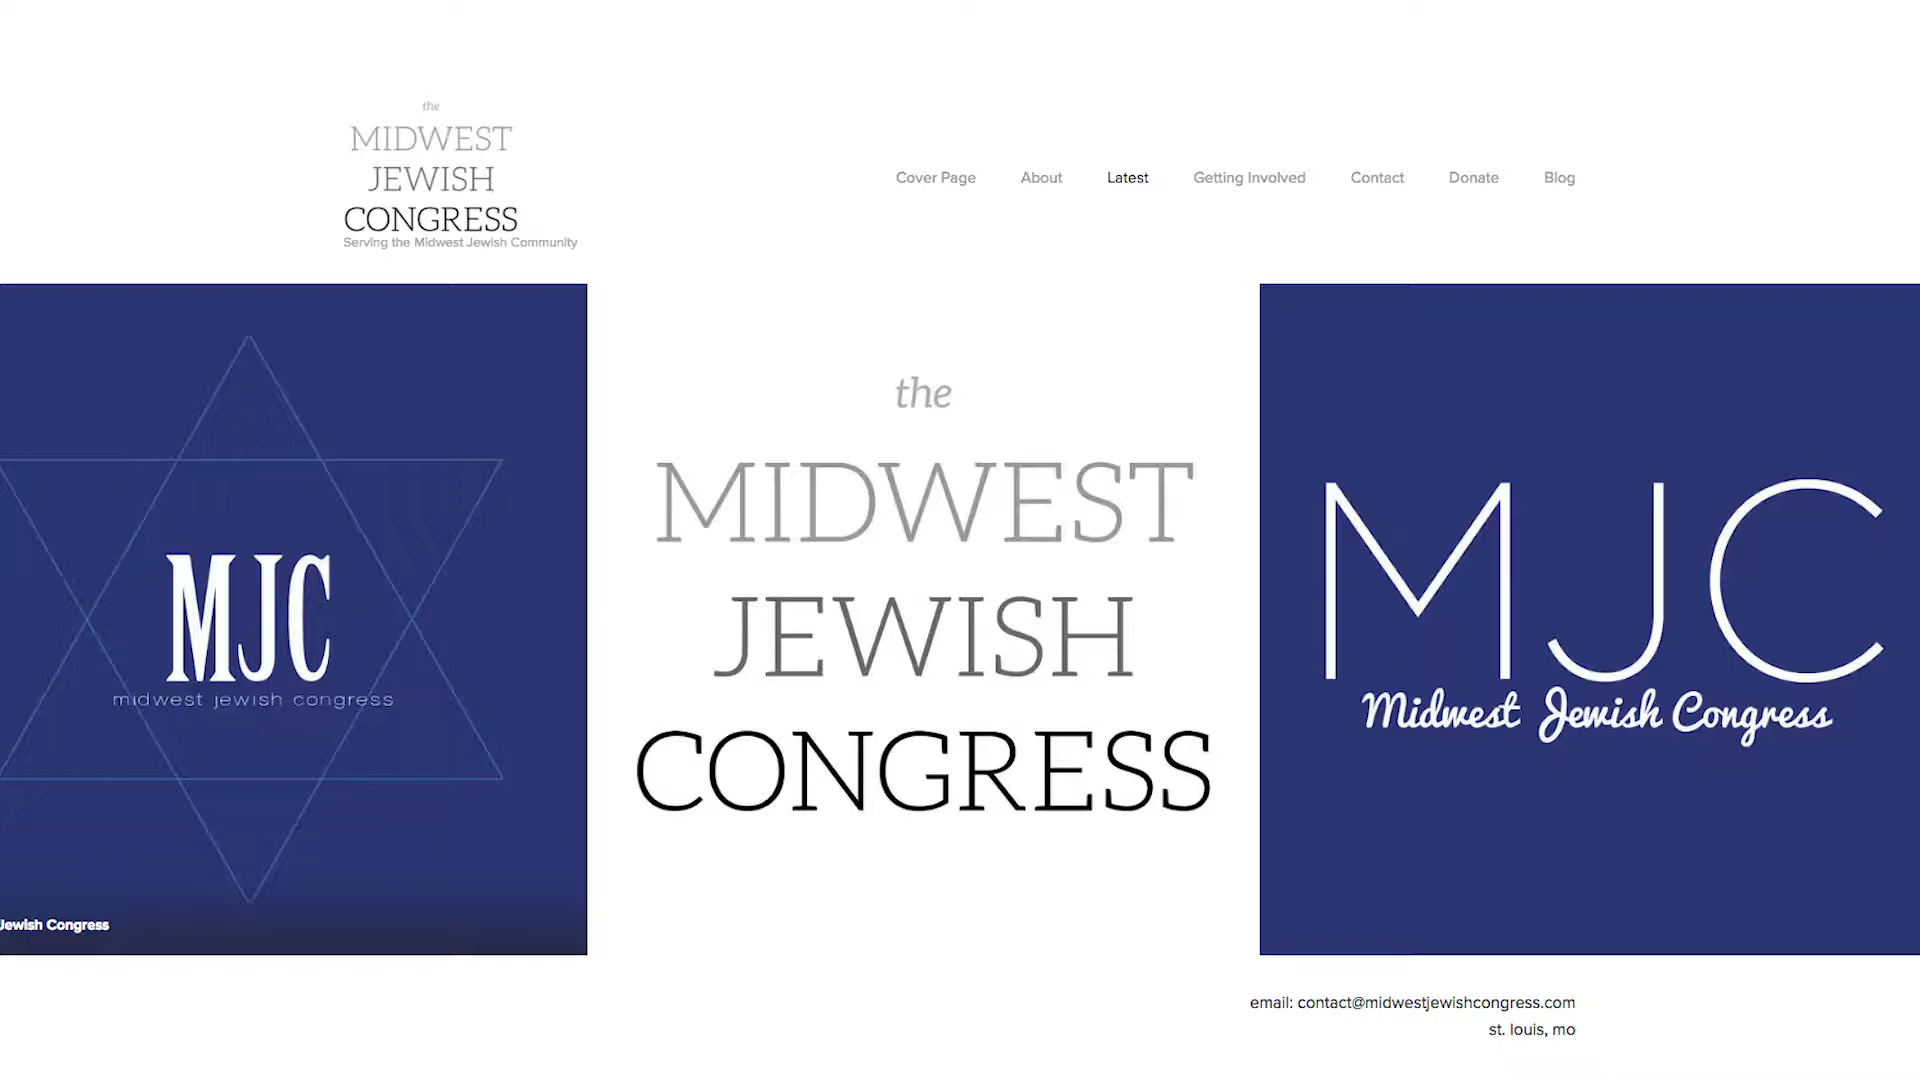 the
MIDWEST
JEWISH
CONGRESS
Serving the Midwest Jewish Community
Cover Page
About
Latest
Getting Involved
Contact
Donate
Blog
MJC
midwest jewish congress
Jewish Congress
the
MIDWEST
JEWISH
CONGRESS
MJC
Midwest Jewish Congress
email: contact@midwestjewishcongress.com
st. louis, mo